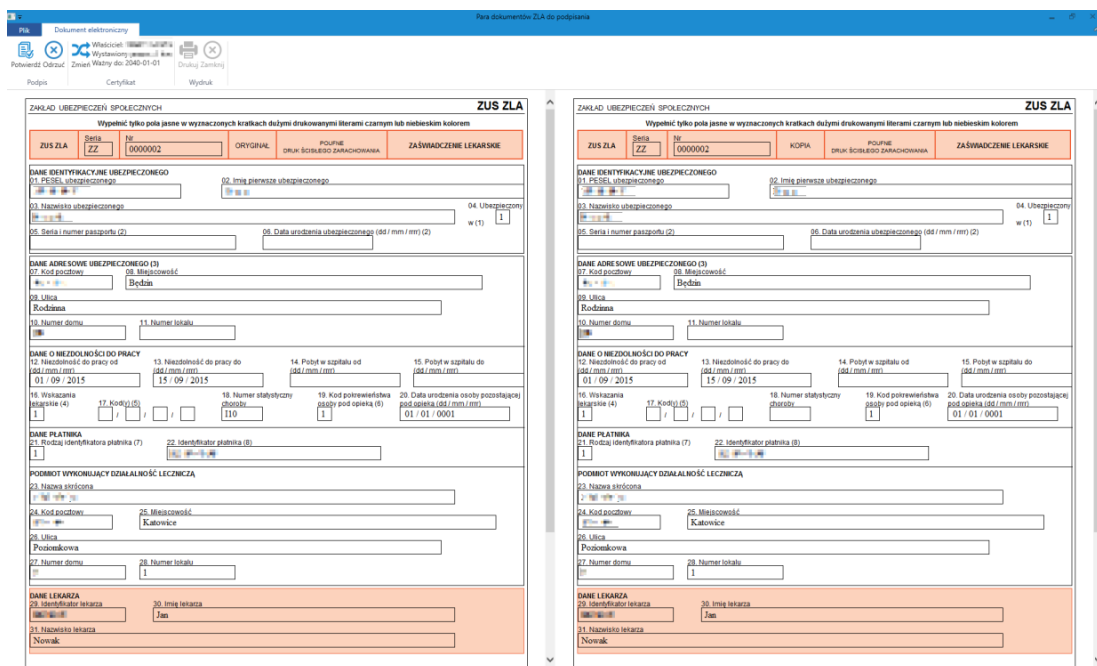 Para dokumentów ZLA do podpisania
Plik Dokument elektroniczny
Właściciel:
Wystawiony
Potwierdź Odrzuć Zmień Ważny do: 2040-01-01 Drukuj Zamknij
Podpis Certyfikat Wydruk
ZAKŁAD UBEZPIECZEŃ SPOŁECZNYCH ZUS ZLA
Wypełnić tylko pola jasne w wyznaczonych kratkach dużymi drukowanymi literami czarnym lub niebieskim kolorem
ZUS ZLA Seria ZZ Nr 0000002 ORYGINAŁ POUFNE DRUK ŚCISŁEGO ZARACHOWANIA ZAŚWIADCZENIE LEKARSKIE
DANE IDENTYFIKACYJNE UBEZPIECZONEGO
01. PESEL ubezpieczonego 02. Imię pierwsze ubezpieczonego
03. Nazwisko ubezpieczonego 04. Ubezpieczony
w (1) 1
05. Seria i numer paszportu (2) 06. Data urodzenia ubezpieczonego (dd / mm / rrrr) (2)
DANE ADRESOWE UBEZPIECZONEGO (3)
07. Kod pocztowy 08. Miejscowość
Będzin
09. Ulica
Rodzinna
10. Numer domu 11. Numer lokalu
DANE O NIEZDOLNOŚCI DO PRACY
12. Niezdolność do pracy od 13. Niezdolność do pracy do 14. Pobyt w szpitalu od 15. Pobyt w szpitalu do
(dd / mm / rrrr) (dd / mm / rrrr) (dd / mm / rrrr) (dd / mm / rrrr)
01 / 09 / 2015 15 / 09 / 2015
16. Wskazania 18. Numer statystyczny 19. Kod pokrewieństwa 20. Data urodzenia osoby pozostającej
lekarskie (4) 17. Kod(y) (5) choroby osoby pod opieką (6) pod opieką (dd / mm / rrrr)
1 / / / I10 1 01 / 01 / 0001
DANE PŁATNIKA
21. Rodzaj identyfikatora płatnika (7) 22. Identyfikator płatnika (8)
1
PODMIOT WYKONUJĄCY DZIAŁALNOŚĆ LECZNICZĄ
23. Nazwa skrócona
24. Kod pocztowy 25. Miejscowość
Katowice
26. Ulica
Poziomkowa
27. Numer domu 28. Numer lokalu
1
DANE LEKARZA
29. Identyfikator lekarza 30. Imię lekarza
Jan
31. Nazwisko lekarza
Nowak
ZAKŁAD UBEZPIECZEŃ SPOŁECZNYCH ZUS ZLA
Wypełnić tylko pola jasne w wyznaczonych kratkach dużymi drukowanymi literami czarnym lub niebieskim kolorem
ZUS ZLA Seria ZZ Nr 0000002 KOPIA POUFNE DRUK ŚCISŁEGO ZARACHOWANIA ZAŚWIADCZENIE LEKARSKIE
DANE IDENTYFIKACYJNE UBEZPIECZONEGO
01. PESEL ubezpieczonego 02. Imię pierwsze ubezpieczonego
03. Nazwisko ubezpieczonego 04. Ubezpieczony
w (1) 1
05. Seria i numer paszportu (2) 06. Data urodzenia ubezpieczonego (dd / mm / rrrr) (2)
DANE ADRESOWE UBEZPIECZONEGO (3)
07. Kod pocztowy 08. Miejscowość
Będzin
09. Ulica
Rodzinna
10. Numer domu 11. Numer lokalu
DANE O NIEZDOLNOŚCI DO PRACY
12. Niezdolność do pracy od 13. Niezdolność do pracy do 14. Pobyt w szpitalu od 15. Pobyt w szpitalu do
(dd / mm / rrrr) (dd / mm / rrrr) (dd / mm / rrrr) (dd / mm / rrrr)
01 / 09 / 2015 15 / 09 / 2015
16. Wskazania 18. Numer statystyczny 19. Kod pokrewieństwa 20. Data urodzenia osoby pozostającej
lekarskie (4) 17. Kod(y) (5) choroby osoby pod opieką (6) pod opieką (dd / mm / rrrr)
1 / / / 1 01 / 01 / 0001
DANE PŁATNIKA
21. Rodzaj identyfikatora płatnika (7) 22. Identyfikator płatnika (8)
1
PODMIOT WYKONUJĄCY DZIAŁALNOŚĆ LECZNICZĄ
23. Nazwa skrócona
24. Kod pocztowy 25. Miejscowość
Katowice
26. Ulica
Poziomkowa
27. Numer domu 28. Numer lokalu
1
DANE LEKARZA
29. Identyfikator lekarza 30. Imię lekarza
Jan
31. Nazwisko lekarza
Nowak